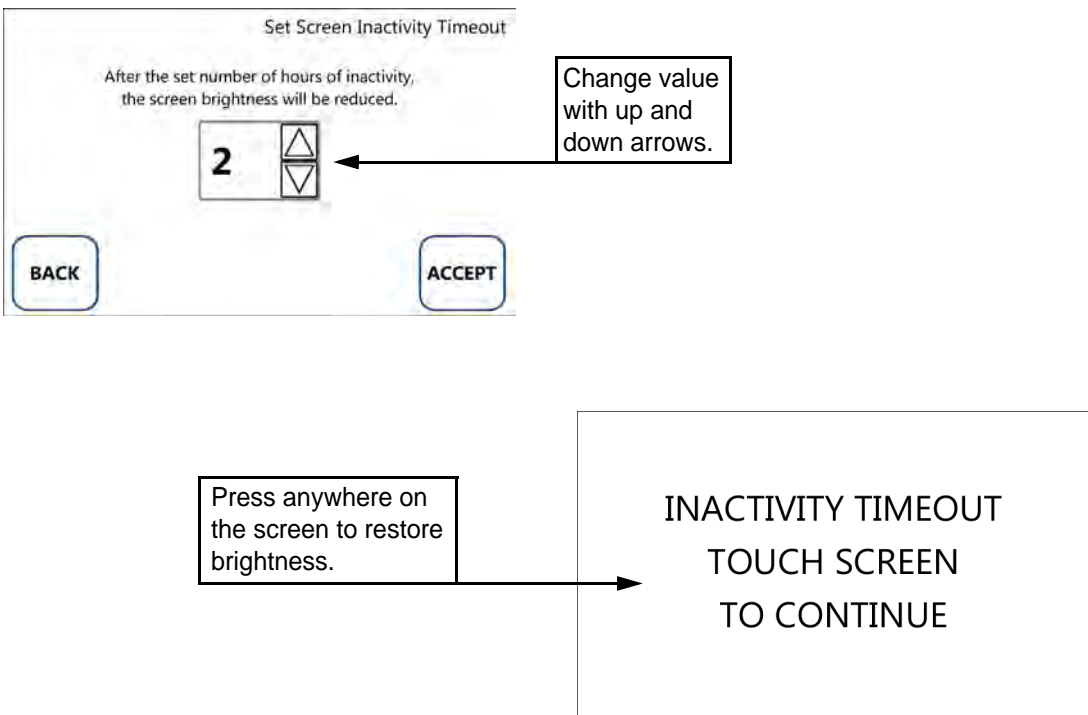 Set Screen Inactivity Timeout
After the set number of hours of inactivity,
the screen brightness will be reduced.
2
Change value
with up and
down arrows.
BACK
ACCEPT
Press anywhere on
the screen to restore
brightness.
INACTIVITY TIMEOUT
TOUCH SCREEN
TO CONTINUE